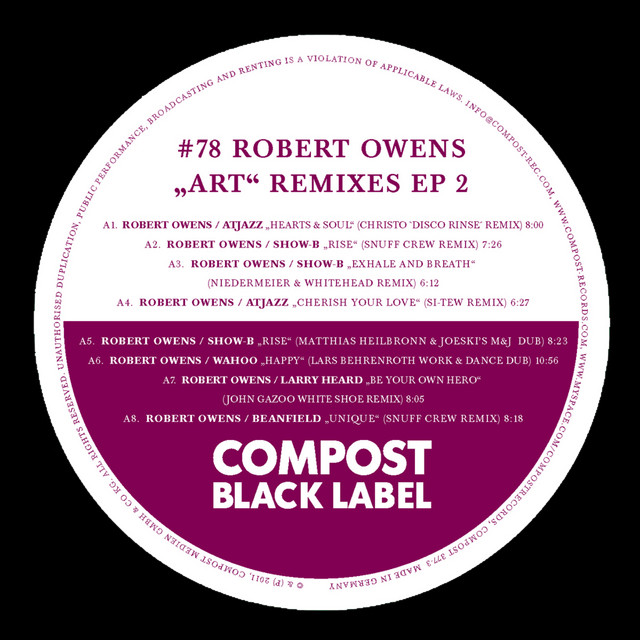 #78 ROBERT OWENS
„ART“ REMIXES EP 2
A1. ROBERT OWENS / ATJAZZ „HEARTS & SOUL“ (CHRISTO ˚DISCO RINSE˚ REMIX) 8:00
A2. ROBERT OWENS / SHOW-B „RISE“ (SNUFF CREW REMIX) 7:26
A3. ROBERT OWENS / SHOW-B „EXHALE AND BREATH“
(NIEDERMEIER & WHITEHEAD REMIX) 6:12
A4. ROBERT OWENS / ATJAZZ „CHERISH YOUR LOVE“ (SI-TEW REMIX) 6:27
A5. ROBERT OWENS / SHOW-B „RISE“ (MATTHIAS HEILBRONN & JOESKI'S M&J DUB) 8:23
A6. ROBERT OWENS / WAHOO „HAPPY“ (LARS BEHRENROTH WORK & DANCE DUB) 10:56
A7. ROBERT OWENS / LARRY HEARD „BE YOUR OWN HERO“
(JOHN GAZOO WHITE SHOE REMIX) 8:05
A8. ROBERT OWENS / BEANFIELD „UNIQUE“ (SNUFF CREW REMIX) 8:18
COMPOST
BLACK LABEL
© & (P) 2011, COMPOST MEDIEN GMBH & CO KG. ALL RIGHTS RESERVED. UNAUTHORISED DUPLICATION, PUBLIC PERFORMANCE, BROADCASTING AND RENTING IS A VIOLATION OF APPLICABLE LAWS. INFO@COMPOST-REC.COM, WWW.COMPOST-RECORDS.COM, WWW.MYSPACE.COM/COMPOSTRECORDS, COMPOST 377-3 MADE IN GERMANY